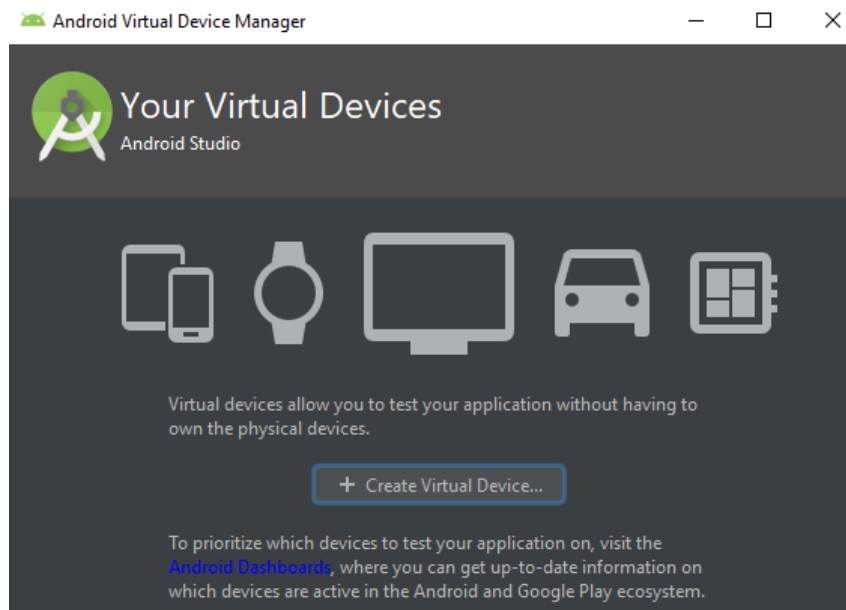 Android Virtual Device Manager
Your Virtual Devices
Android Studio
Virtual devices allow you to test your application without having to
own the physical devices.
+ Create Virtual Device...
To prioritize which devices to test your application on, visit the
Android Dashboards, where you can get up-to-date information on
which devices are active in the Android and Google Play ecosystem.